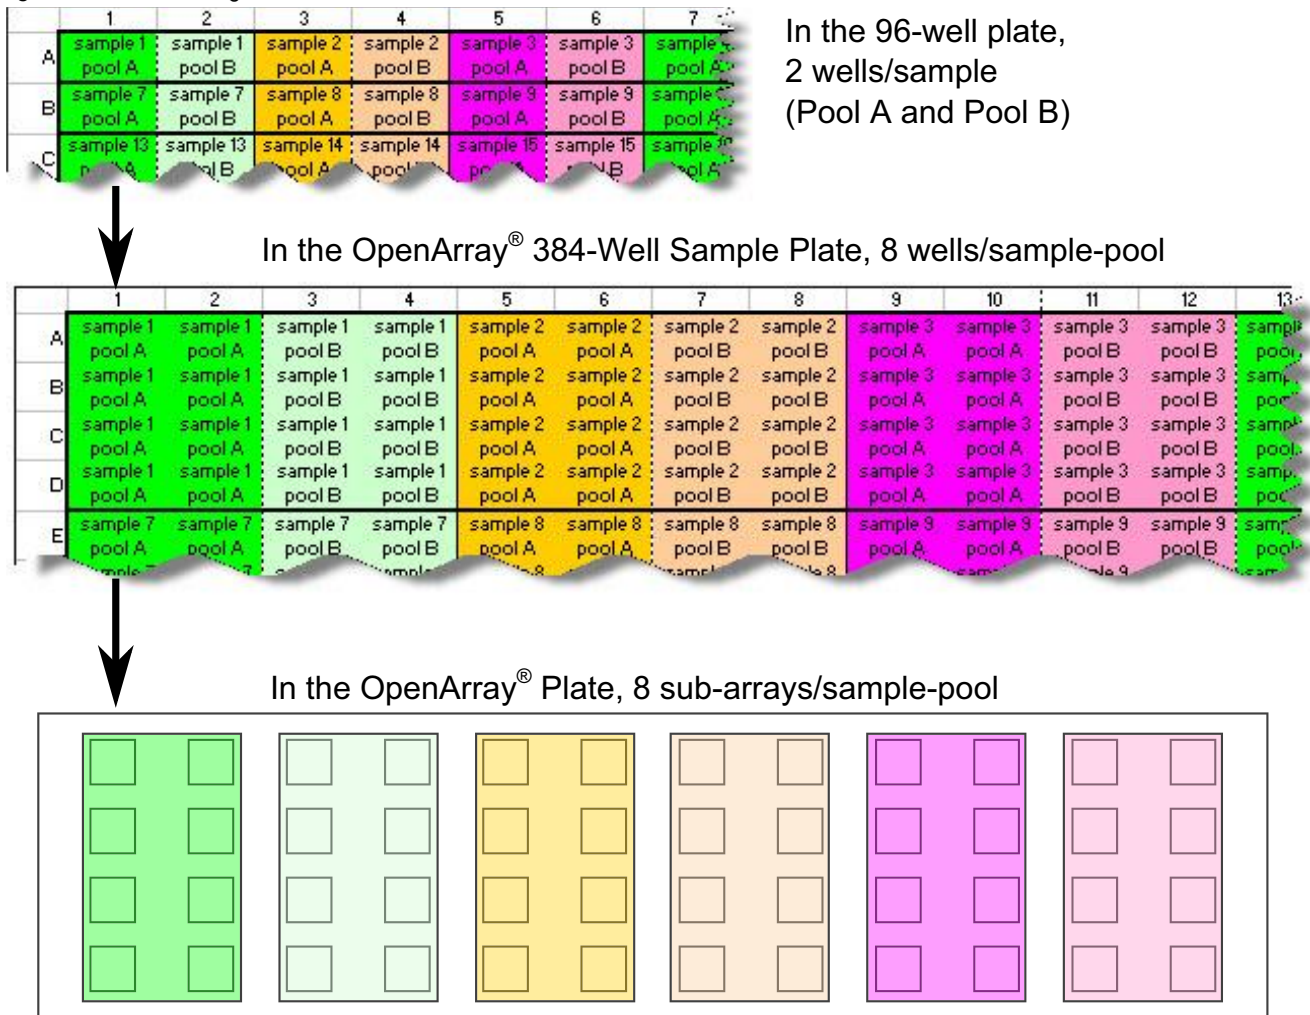 1 2 3 4 5 6 7
A sample 1 sample 1 sample 2 sample 2 sample 3 sample 3 sample
pool A pool B pool A pool B pool A pool B pool A
B sample 7 sample 7 sample 8 sample 8 sample 9 sample 9 sample
pool A pool B pool A pool B pool A pool B pool A
C sample 13 sample 13 sample 14 sample 14 sample 15 sample 15 sample
pool A
In the 96-well plate,
2 wells/sample
(Pool A and Pool B)
In the OpenArray® 384-Well Sample Plate, 8 wells/sample-pool
1 2 3 4 5 6 7 8 9 10 11 12 13
A sample 1 sample 1 sample 1 sample 1 sample 2 sample 2 sample 2 sample 2 sample 3 sample 3 sample 3 sample 3
pool A pool A pool B pool B pool A pool A pool B pool B pool A pool A pool B pool B
B sample 1 sample 1 sample 1 sample 1 sample 2 sample 2 sample 2 sample 2 sample 3 sample 3 sample 3 sample 3
pool A pool A pool B pool B pool A pool A pool B pool B pool A pool A pool B pool B
C sample 1 sample 1 sample 1 sample 1 sample 2 sample 2 sample 2 sample 2 sample 3 sample 3 sample 3 sample 3
pool A pool A pool B pool B pool A pool A pool B pool B pool A pool A pool B pool B
D sample 1 sample 1 sample 1 sample 1 sample 2 sample 2 sample 2 sample 2 sample 3 sample 3 sample 3 sample 3
pool A pool A pool B pool B pool A pool A pool B pool B pool A pool A pool B pool B
E sample 7 sample 7 sample 7 sample 7 sample 8 sample 8 sample 8 sample 8 sample 9 sample 9 sample 9 sample 9
pool A pool A pool B pool B pool A pool A pool B pool B pool A pool A pool B pool B
In the OpenArray® Plate, 8 sub-arrays/sample-pool